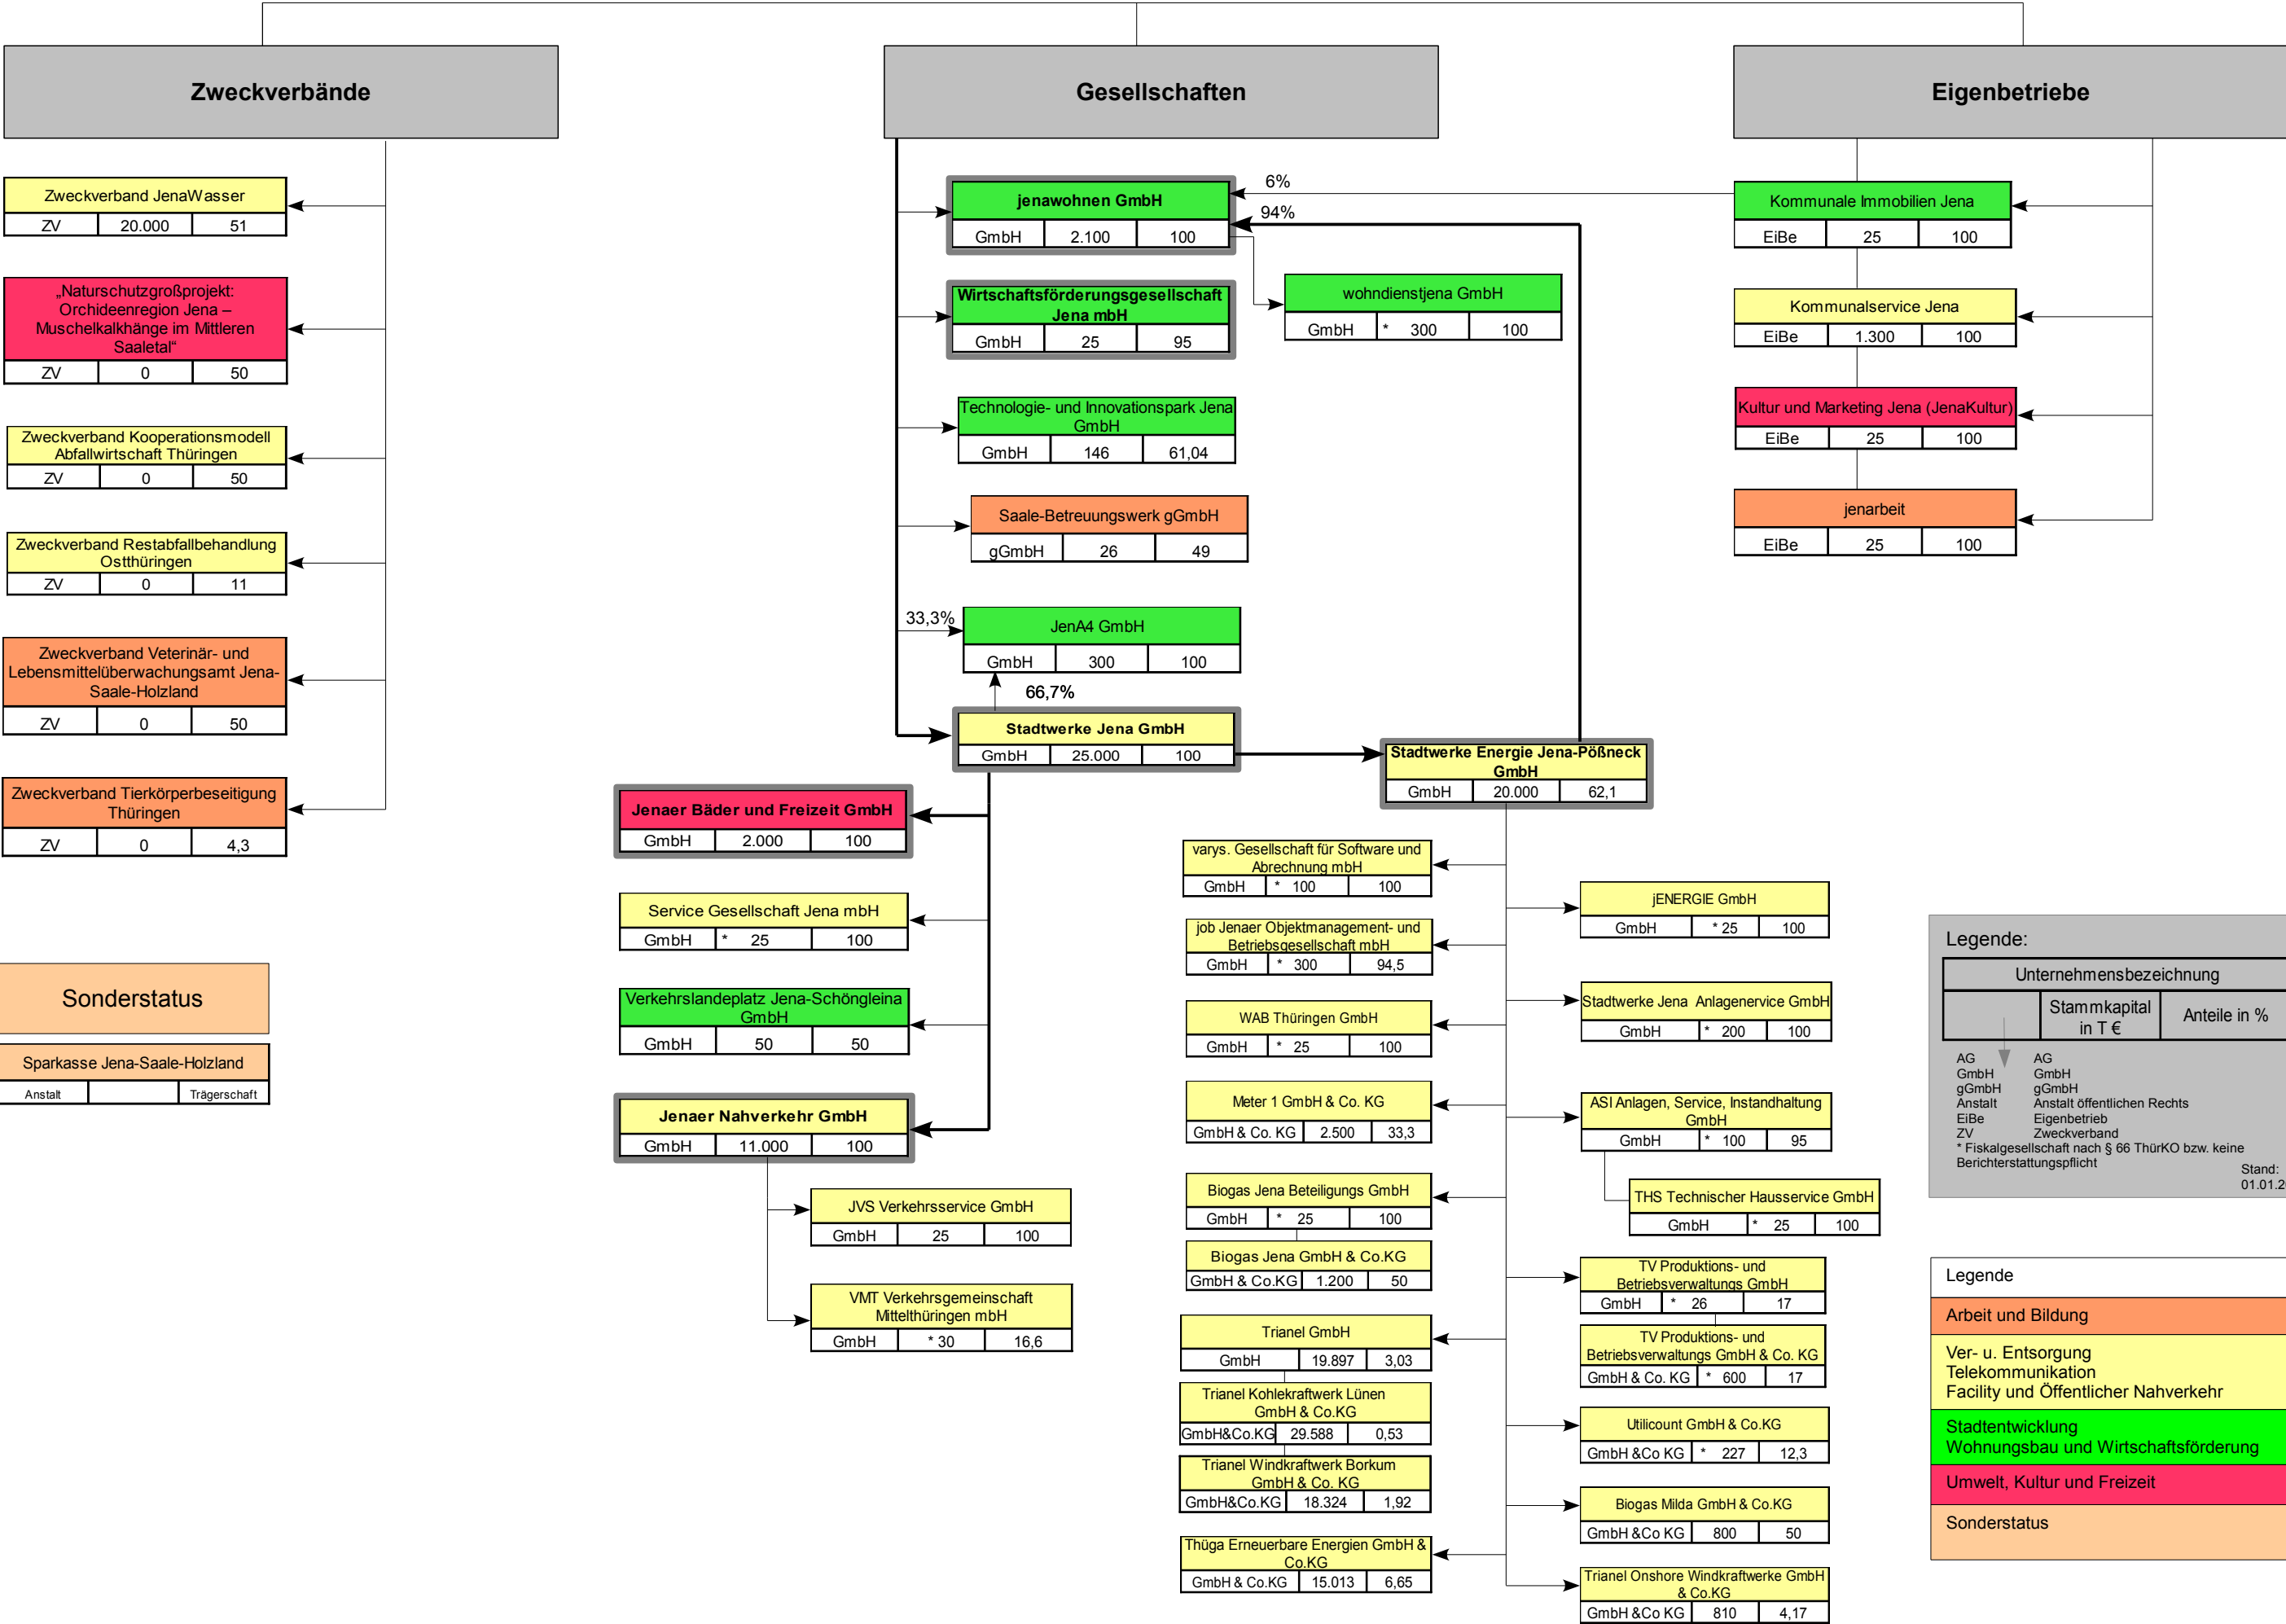 Zweckverbände
Gesellschaften
Eigenbetriebe
Zweckverband JenaWasser
ZV 20.000 51
„Naturschutzgroßprojekt:
Orchideenregion Jena –
Muschelkalkhänge im Mittleren
Saaletal“
ZV 0 50
Zweckverband Kooperationsmodell
Abfallwirtschaft Thüringen
ZV 0 50
Zweckverband Restabfallbehandlung
Ostthüringen
ZV 0 11
Zweckverband Veterinär- und
Lebensmittelüberwachungsamt Jena-
Saale-Holzland
ZV 0 50
Zweckverband Tierkörperbeseitigung
Thüringen
ZV 0 4,3
Sonderstatus
Sparkasse Jena-Saale-Holzland
Anstalt Trägerschaft
jenawohnen GmbH
GmbH 2.100 100
6%
94%
wohndienstjena GmbH
GmbH * 300 100
Wirtschaftsförderungsgesellschaft
Jena mbH
GmbH 25 95
Technologie- und Innovationspark Jena
GmbH
GmbH 146 61,04
Saale-Betreuungswerk gGmbH
gGmbH 26 49
33,3%
JenA4 GmbH
GmbH 300 100
66,7%
Stadtwerke Jena GmbH
GmbH 25.000 100
Stadtwerke Energie Jena-Pößneck
GmbH
GmbH 20.000 62,1
Jenaer Bäder und Freizeit GmbH
GmbH 2.000 100
Service Gesellschaft Jena mbH
GmbH * 25 100
Verkehrslandeplatz Jena-Schöngleina
GmbH
GmbH 50 50
Jenaer Nahverkehr GmbH
GmbH 11.000 100
JVS Verkehrsservice GmbH
GmbH 25 100
VMT Verkehrsgemeinschaft
Mittelthüringen mbH
GmbH * 30 16,6
varys. Gesellschaft für Software und
Abrechnung mbH
GmbH * 100 100
job Jenaer Objektmanagement- und
Betriebsgesellschaft mbH
GmbH * 300 94,5
WAB Thüringen GmbH
GmbH * 25 100
Meter 1 GmbH & Co. KG
GmbH & Co. KG 2.500 33,3
Biogas Jena Beteiligungs GmbH
GmbH * 25 100
Biogas Jena GmbH & Co.KG
GmbH & Co.KG 1.200 50
Trianel GmbH
GmbH 19.897 3,03
Trianel Kohlekraftwerk Lünen
GmbH & Co.KG
GmbH&Co.KG 29.588 0,53
Trianel Windkraftwerk Borkum
GmbH & Co. KG
GmbH&Co.KG 18.324 1,92
Thüga Erneuerbare Energien GmbH &
Co.KG
GmbH & Co.KG 15.013 6,65
jENERGIE GmbH
GmbH * 25 100
Stadtwerke Jena Anlagenervice GmbH
GmbH * 200 100
ASI Anlagen, Service, Instandhaltung
GmbH
GmbH * 100 95
THS Technischer Hausservice GmbH
GmbH * 25 100
TV Produktions- und
Betriebsverwaltungs GmbH
GmbH * 26 17
TV Produktions- und
Betriebsverwaltungs GmbH & Co. KG
GmbH & Co. KG * 600 17
Utilicount GmbH & Co.KG
GmbH &Co KG * 227 12,3
Biogas Milda GmbH & Co.KG
GmbH &Co KG 800 50
Trianel Onshore Windkraftwerke GmbH
& Co.KG
GmbH &Co KG 810 4,17
Kommunale Immobilien Jena
EiBe 25 100
Kommunalservice Jena
EiBe 1.300 100
Kultur und Marketing Jena (JenaKultur)
EiBe 25 100
jenarbeit
EiBe 25 100
Legende:
Unternehmensbezeichnung
Stammkapital
in T €
Anteile in %
AG AG
GmbH GmbH
gGmbH gGmbH
Anstalt Anstalt öffentlichen Rechts
EiBe Eigenbetrieb
ZV Zweckverband
* Fiskalgesellschaft nach § 66 ThürKO bzw. keine
Berichterstattungspflicht
Stand:
Legende
Arbeit und Bildung
Ver- u. Entsorgung
Telekommunikation
Facility und Öffentlicher Nahverkehr
Stadtentwicklung
Wohnungsbau und Wirtschaftsförderung
Umwelt, Kultur und Freizeit
Sonderstatus